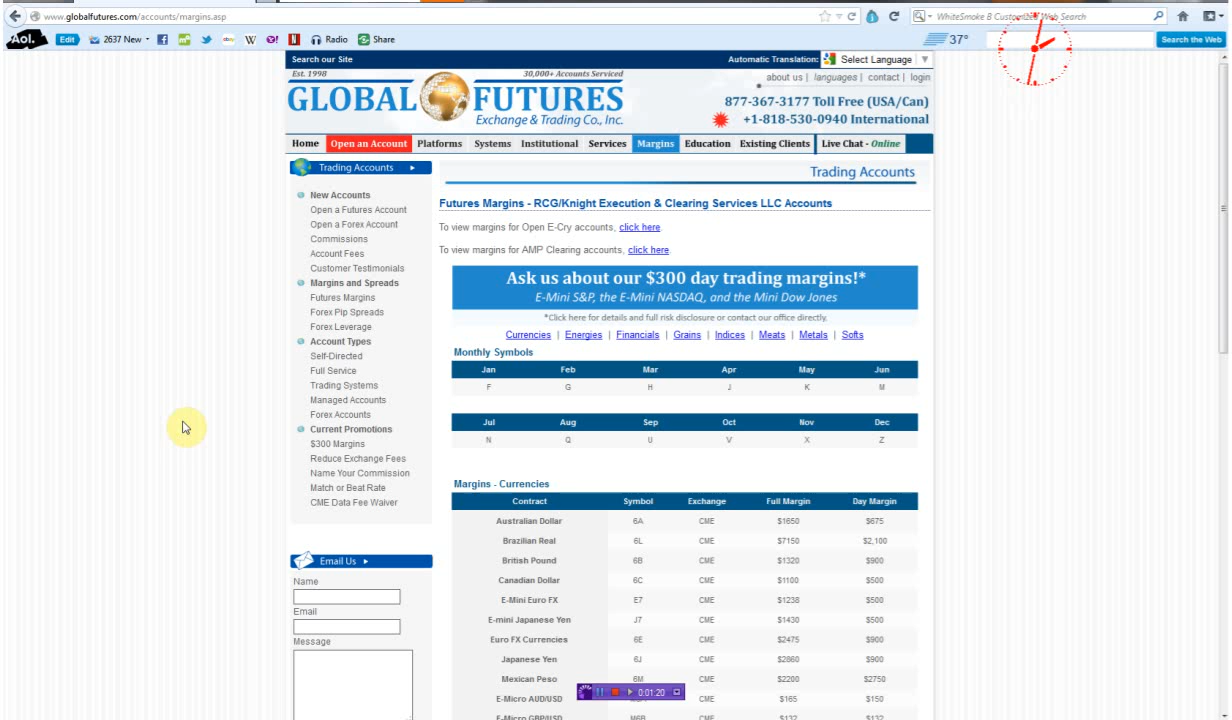 www.globalfutures.com/accounts/margins.asp
WhiteSmoke B Customized Web Search
Aol.
Edit
2637 New
ebay
W
Radio
Share
37°
Search the Web
Search our Site
Automatic Translation:
Select Language
Est. 1998
30,000+ Accounts Serviced
about us | languages | contact | login
GLOBAL FUTURES
Exchange & Trading Co., Inc.
877-367-3177 Toll Free (USA/Can)
+1-818-530-0940 International
Home Open an Account Platforms Systems Institutional Services Margins Education Existing Clients Live Chat - Online
Trading Accounts
New Accounts
Open a Futures Account
Open a Forex Account
Commissions
Account Fees
Customer Testimonials
Margins and Spreads
Futures Margins
Forex Pip Spreads
Forex Leverage
Account Types
Self-Directed
Full Service
Trading Systems
Managed Accounts
Forex Accounts
Current Promotions
$300 Margins
Reduce Exchange Fees
Name Your Commission
Match or Beat Rate
CME Data Fee Waiver
Email Us
Name
Email
Message
Trading Accounts
Futures Margins - RCG/Knight Execution & Clearing Services LLC Accounts
To view margins for Open E-Cry accounts, click here.
To view margins for AMP Clearing accounts, click here.
Ask us about our $300 day trading margins!*
E-Mini S&P, the E-Mini NASDAQ, and the Mini Dow Jones
*Click here for details and full risk disclosure or contact our office directly.
Currencies | Energies | Financials | Grains | Indices | Meats | Metals | Softs
Monthly Symbols
Jan Feb Mar Apr May Jun
F G H J K M
Jul Aug Sep Oct Nov Dec
N Q U V X Z
Margins - Currencies
Contract Symbol Exchange Full Margin Day Margin
Australian Dollar 6A CME $1650 $675
Brazilian Real 6L CME $7150 $2,100
British Pound 6B CME $1320 $900
Canadian Dollar 6C CME $1100 $500
E-Mini Euro FX E7 CME $1238 $500
E-mini Japanese Yen J7 CME $1430 $500
Euro FX Currencies 6E CME $2475 $900
Japanese Yen 6J CME $2860 $900
Mexican Peso 6M CME $2200 $2750
E-Micro AUD/USD CME $165 $150
E-Micro GBP/USD M6B CME $132 $132
0:01:20